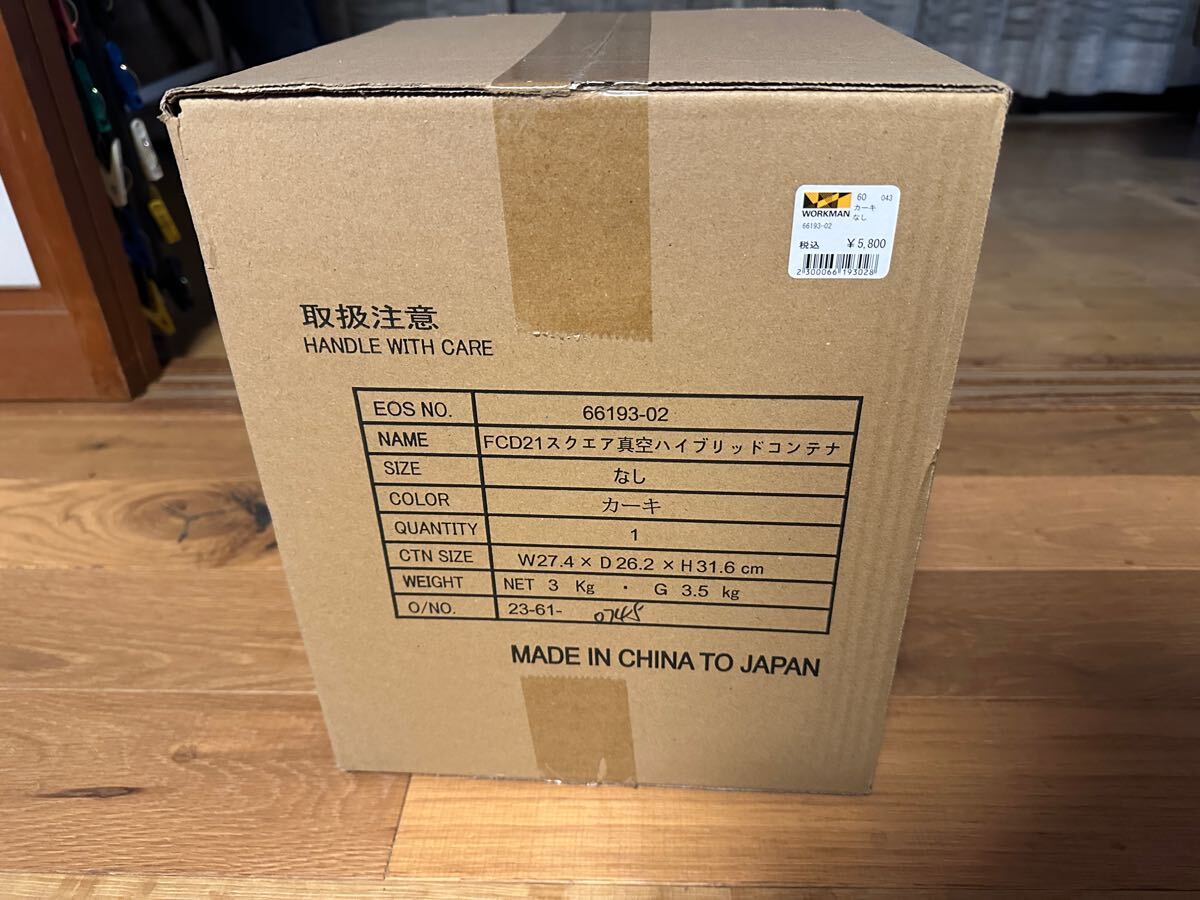 WORKMAN
60 043
カーキ
なし
66193-02
税込 ¥5,800
2300066193028
取扱注意
HANDLE WITH CARE
EOS NO. 66193-02
NAME FCD21スクエア真空ハイブリッドコンテナ
SIZE なし
COLOR カーキ
QUANTITY 1
CTN SIZE W27.4×D26.2×H31.6 cm
WEIGHT NET 3 Kg ・ G 3.5 kg
O/NO. 23-61- 0745
MADE IN CHINA TO JAPAN